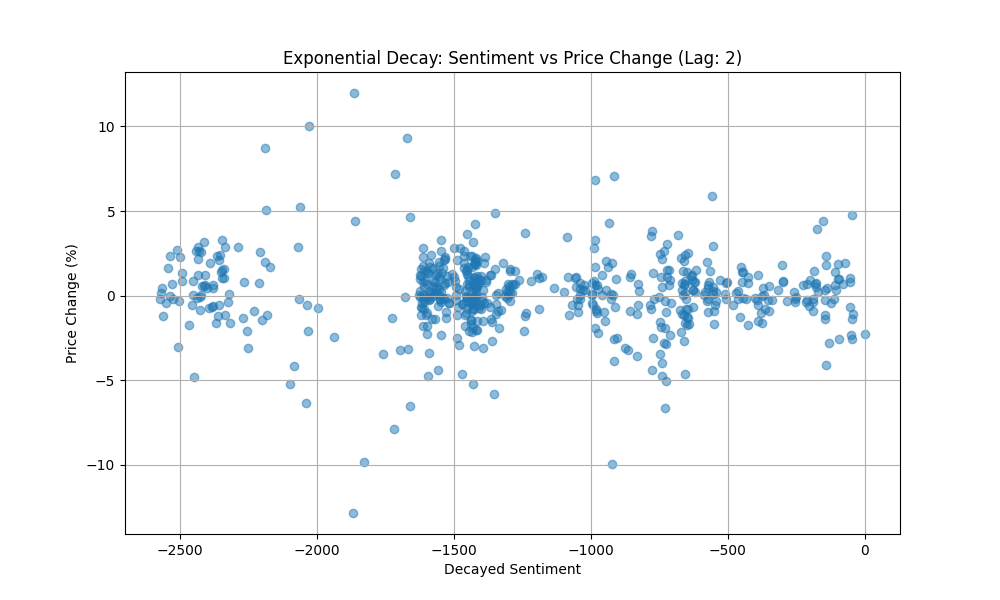 Exponential Decay: Sentiment vs Price Change (Lag: 2)
Price Change (%)
10
5
0
−5
−10
−2500 −2000 −1500 −1000 −500 0
Decayed Sentiment